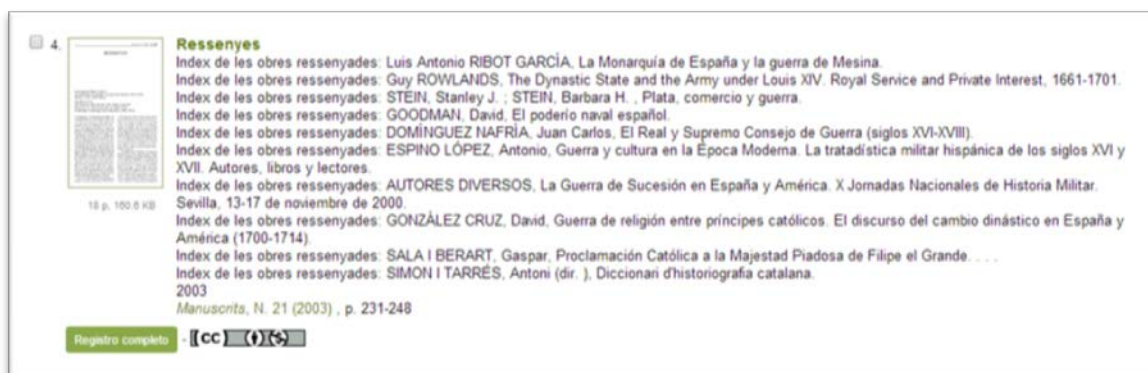 4.
Ressenyes
Index de les obres ressenyades: Luis Antonio RIBOT GARCÍA, La Monarquía de España y la guerra de Mesina.
Index de les obres ressenyades: Guy ROWLANDS, The Dynastic State and the Army under Louis XIV. Royal Service and Private Interest, 1661-1701.
Index de les obres ressenyades: STEIN, Stanley J. ; STEIN, Barbara H. , Plata, comercio y guerra.
Index de les obres ressenyades: GOODMAN, David, El poderío naval español.
Index de les obres ressenyades: DOMÍNGUEZ NAFRÍA, Juan Carlos, El Real y Supremo Consejo de Guerra (siglos XVI-XVIII).
Index de les obres ressenyades: ESPINO LÓPEZ, Antonio, Guerra y cultura en la Época Moderna. La tratadística militar hispánica de los siglos XVI y
XVII. Autores, libros y lectores.
Index de les obres ressenyades: AUTORES DIVERSOS, La Guerra de Sucesión en España y América. X Jornadas Nacionales de Historia Militar.
Sevilla, 13-17 de noviembre de 2000.
Index de les obres ressenyades: GONZÁLEZ CRUZ, David, Guerra de religión entre príncipes católicos. El discurso del cambio dinástico en España y
América (1700-1714).
Index de les obres ressenyades: SALA I BERART, Gaspar, Proclamación Católica a la Majestad Piadosa de Filipe el Grande. . . .
Index de les obres ressenyades: SIMON I TARRÉS, Antoni (dir. ), Diccionari d'historiografia catalana.
2003
Manuscrits, N. 21 (2003) , p. 231-248
18 p, 160.6 KB
Registro completo - CC